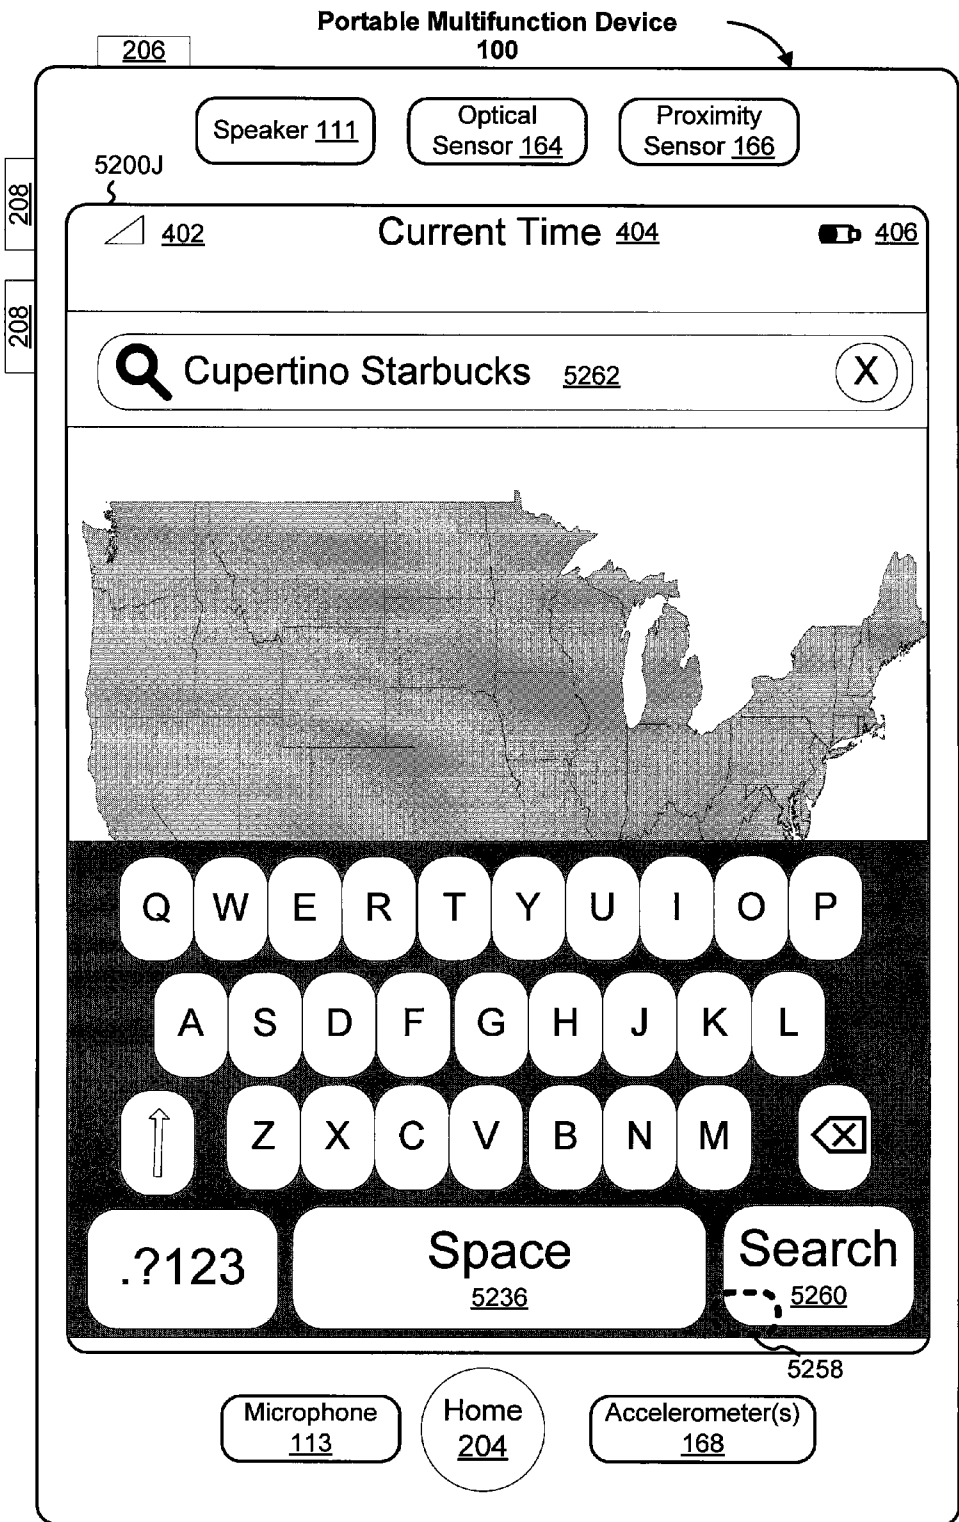 Portable Multifunction Device
100
206
Speaker 111
Optical
Sensor 164
Proximity
Sensor 166
5200J
208
208
402
Current Time 404
406
Cupertino Starbucks 5262
X
Q W E R T Y U I O P
A S D F G H J K L
Z X C V B N M
.?123
Space
5236
Search
5260
5258
Microphone
113
Home
204
Accelerometer(s)
168